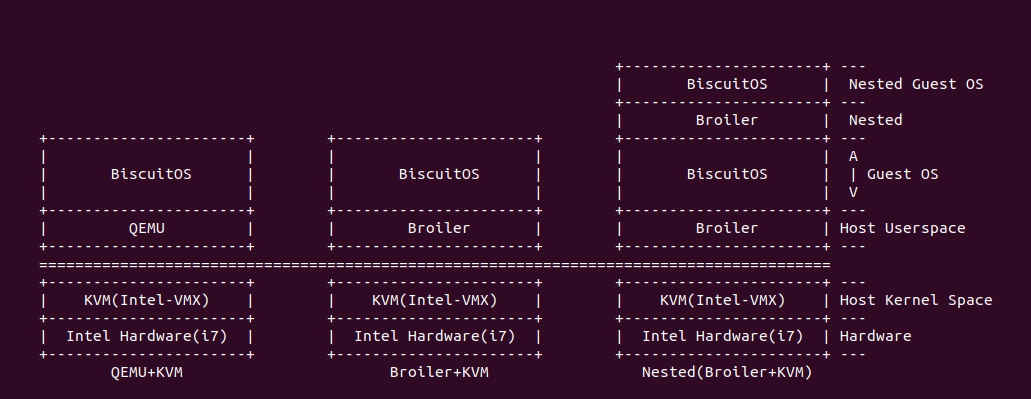 +----------------------+ ---
                                                                |       BiscuitOS      |  Nested Guest OS
                                                                +----------------------+ ---
                                                                |        Broiler       |  Nested
+----------------------+        +----------------------+        +----------------------+ ---
|                      |        |                      |        |                      |  A
|       BiscuitOS      |        |       BiscuitOS      |        |       BiscuitOS      |  | Guest OS
|                      |        |                      |        |                      |  V
+----------------------+        +----------------------+        +----------------------+ ---
|         QEMU         |        |        Broiler       |        |        Broiler       | Host Userspace
+----------------------+        +----------------------+        +----------------------+ ---
========================================================================================
+----------------------+        +----------------------+        +----------------------+ ---
|    KVM(Intel-VMX)    |        |    KVM(Intel-VMX)    |        |    KVM(Intel-VMX)    | Host Kernel Space
+----------------------+        +----------------------+        +----------------------+ ---
|  Intel Hardware(i7)  |        |  Intel Hardware(i7)  |        |  Intel Hardware(i7)  | Hardware
+----------------------+        +----------------------+        +----------------------+ ---
        QEMU+KVM                       Broiler+KVM                 Nested(Broiler+KVM)